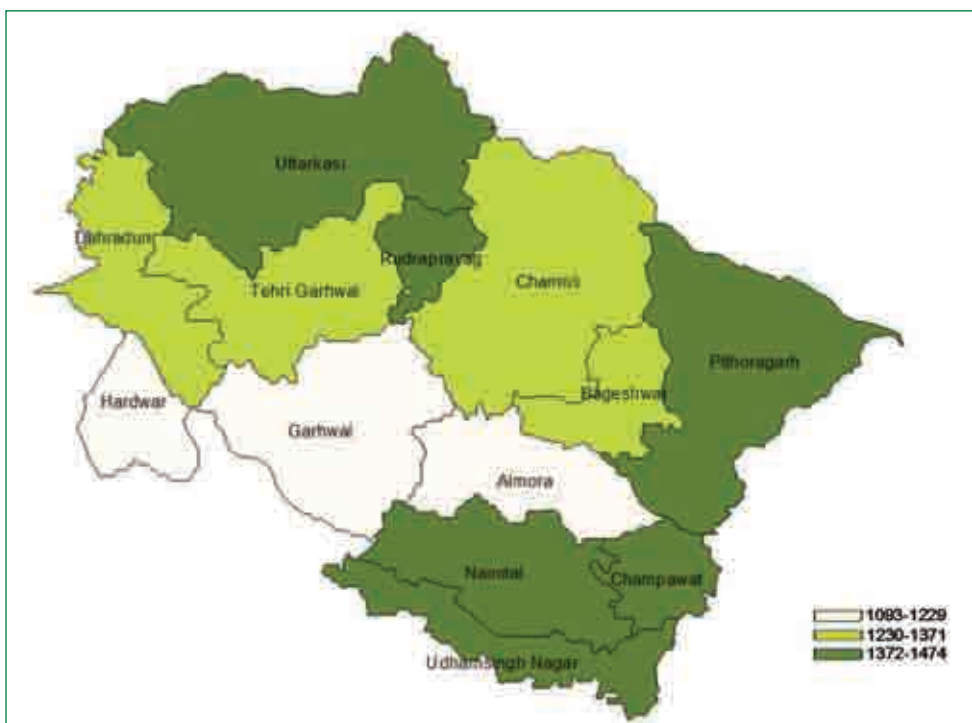 Uttarkasi
Dehradun
Rudraprayag
Tehri Garhwal
Chamoli
Pithoragarh
Bageshwar
Hardwar
Garhwal
Almora
Nainital
Champawat
Udhamsingh Nagar
1093-1229
1230-1371
1372-1474